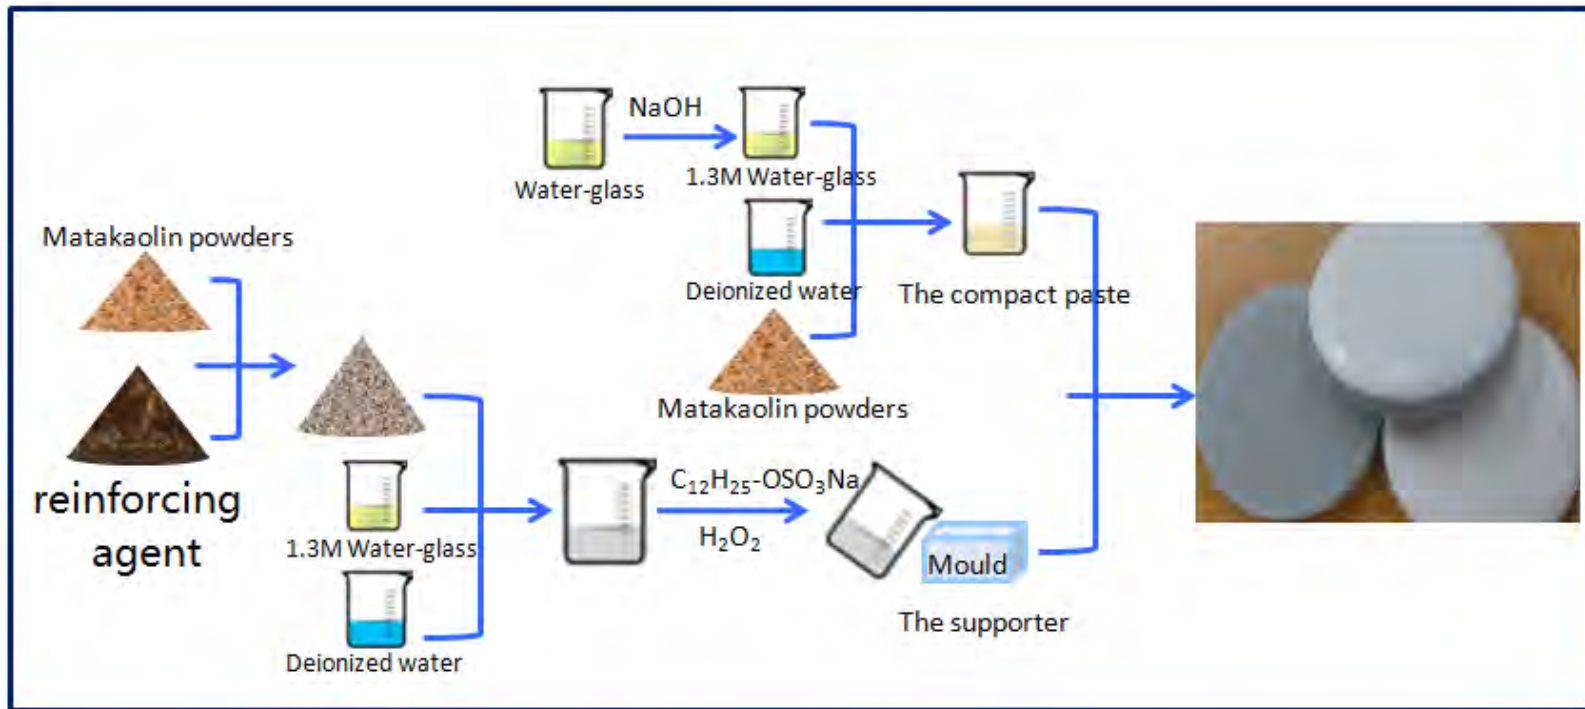 NaOH
Water-glass
1.3M Water-glass
Deionized water
The compact paste
Matakaolin powders
Matakaolin powders
reinforcing
agent
1.3M Water-glass
Deionized water
C₁₂H₂₅-OSO₃Na
H₂O₂
Mould
The supporter